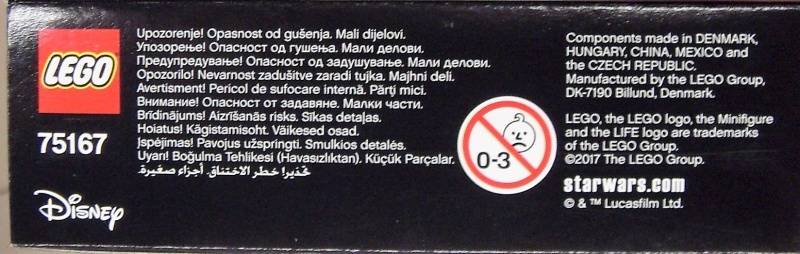 LEGO
75167
Disney
Upozorenje! Opasnost od gušenja. Mali dijelovi.
Упозорење! Опасност од гушења. Мали делови.
Предупредување! Опасност од задушување. Мали делови.
Opozorilo! Nevarnost zadušitve zaradi tujka. Majhni deli.
Avertisment! Pericol de sufocare internă. Părţi mici.
Внимание! Опасност от задавяне. Малки части.
Brīdinājums! Aizrīšanās risks. Sīkas detaļas.
Hoiatus! Kägistamisoht. Väikesed osad.
Įspėjimas! Pavojus užspringti. Smulkios detalės.
Uyarı! Boğulma Tehlikesi (Havasızlıktan). Küçük Parçalar.
تحذير! خطر الاختناق. أجزاء صغيرة.
0-3
Components made in DENMARK,
HUNGARY, CHINA, MEXICO and
the CZECH REPUBLIC.
Manufactured by the LEGO Group,
DK-7190 Billund, Denmark.
LEGO, the LEGO logo, the Minifigure
and the LIFE logo are trademarks
of the LEGO Group.
©2017 The LEGO Group.
starwars.com
© & ™ Lucasfilm Ltd.